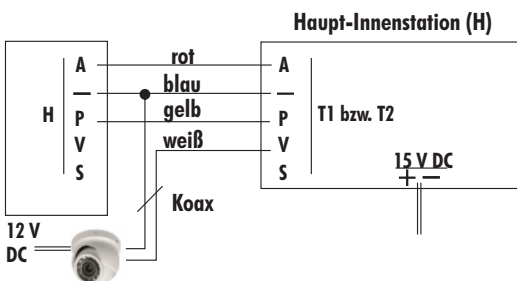 Haupt-Innenstation (H)
A rot A
— blau —
H P gelb P T1 bzw. T2
V weiß V
S S
15 V DC
+ —
Koax
12 V
DC